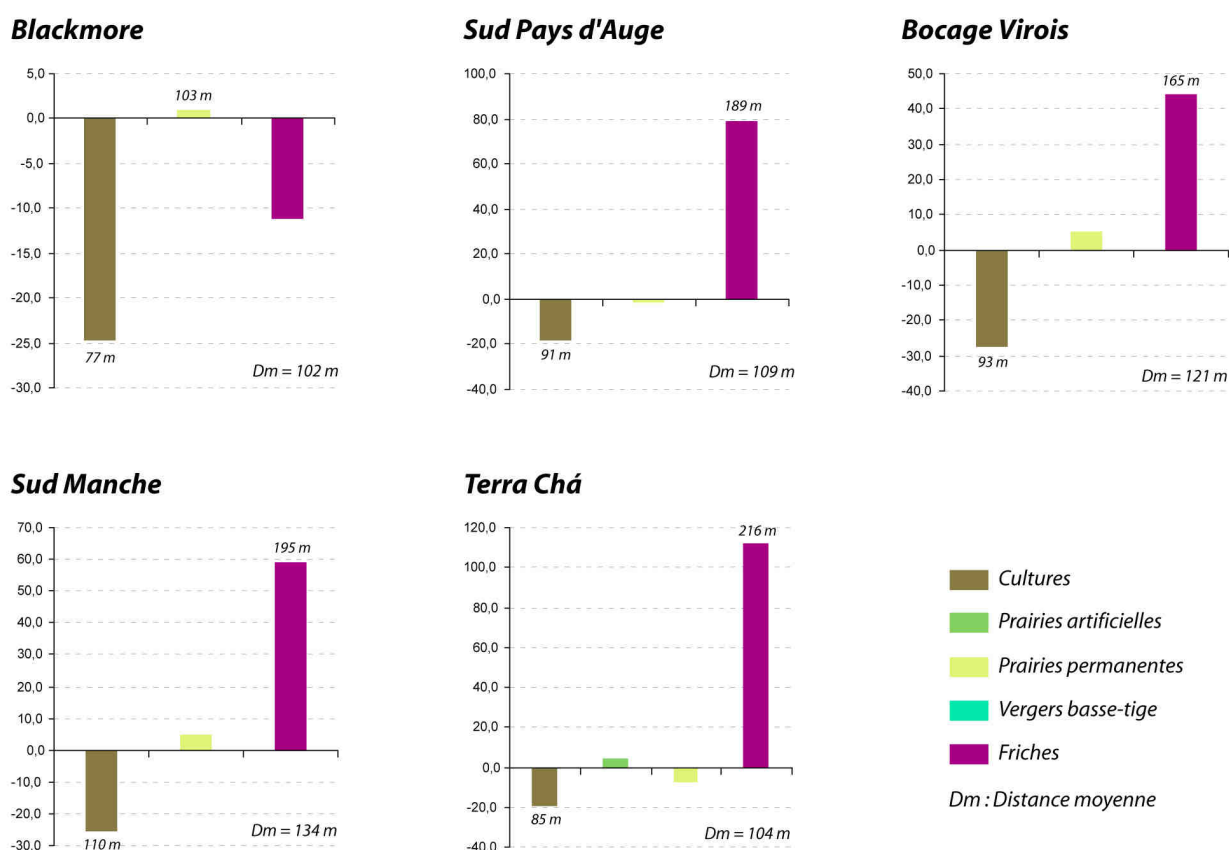 Blackmore
5,0
0,0
-5,0
-10,0
-15,0
-20,0
-25,0
-30,0
103 m
77 m
Dm = 102 m
Sud Pays d'Auge
100,0
80,0
60,0
40,0
20,0
0,0
-20,0
-40,0
189 m
91 m
Dm = 109 m
Bocage Virois
50,0
40,0
30,0
20,0
10,0
0,0
-10,0
-20,0
-30,0
-40,0
165 m
93 m
Dm = 121 m
Sud Manche
70,0
60,0
50,0
40,0
30,0
20,0
10,0
0,0
-10,0
-20,0
-30,0
195 m
110 m
Dm = 134 m
Terra Chá
120,0
100,0
80,0
60,0
40,0
20,0
0,0
-20,0
-40,0
216 m
85 m
Dm = 104 m
Cultures
Prairies artificielles
Prairies permanentes
Vergers basse-tige
Friches
Dm : Distance moyenne